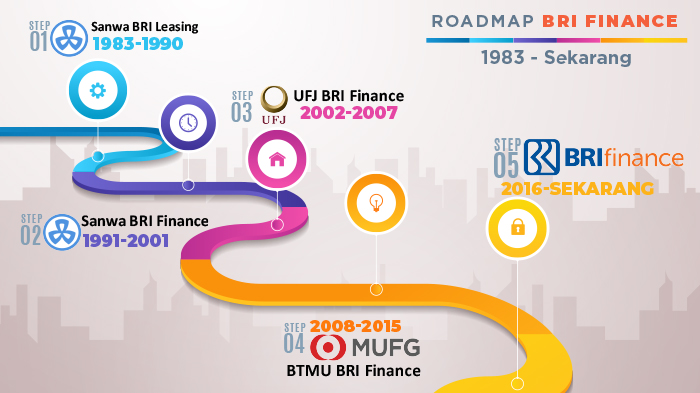 ROADMAP BRI FINANCE
1983 - Sekarang
STEP
01
Sanwa BRI Leasing
1983-1990
STEP
02
Sanwa BRI Finance
1991-2001
STEP
03
UFJ
UFJ BRI Finance
2002-2007
STEP
04
2008-2015
MUFG
BTMU BRI Finance
STEP
05
BRIfinance
2016-SEKARANG